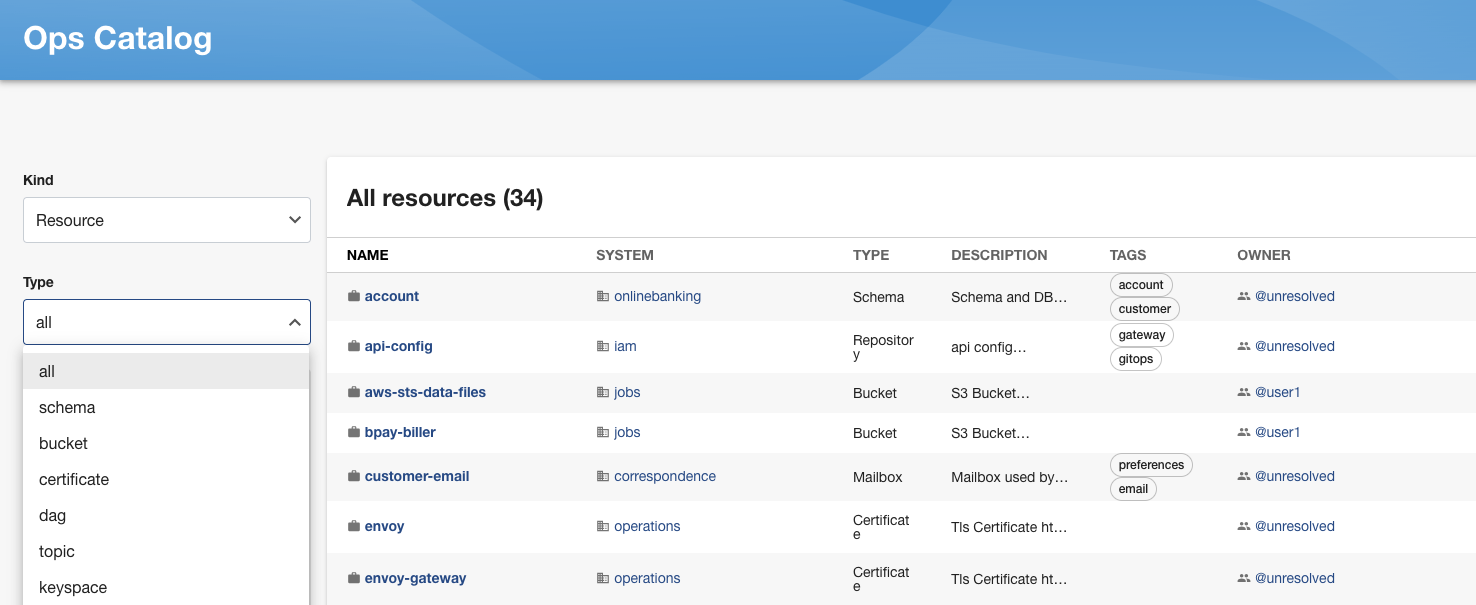 Ops Catalog
Kind
Resource
Type
all
all
schema
bucket
certificate
dag
topic
keyspace
All resources (34)
NAME SYSTEM TYPE DESCRIPTION TAGS OWNER
account onlinebanking Schema Schema and DB… account customer @unresolved
api-config iam Repositor
y api config… gateway gitops @unresolved
aws-sts-data-files jobs Bucket S3 Bucket… @user1
bpay-biller jobs Bucket S3 Bucket… @user1
customer-email correspondence Mailbox Mailbox used by… preferences email @unresolved
envoy operations Certificat
e Tls Certificate ht… @unresolved
envoy-gateway operations Certificat
e Tls Certificate ht… @unresolved